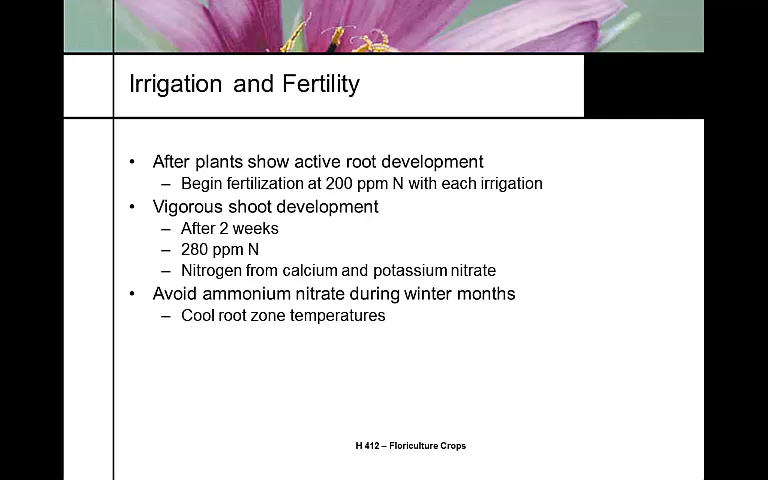 Irrigation and Fertility
• After plants show active root development
– Begin fertilization at 200 ppm N with each irrigation
• Vigorous shoot development
– After 2 weeks
– 280 ppm N
– Nitrogen from calcium and potassium nitrate
• Avoid ammonium nitrate during winter months
– Cool root zone temperatures
H 412 – Floriculture Crops